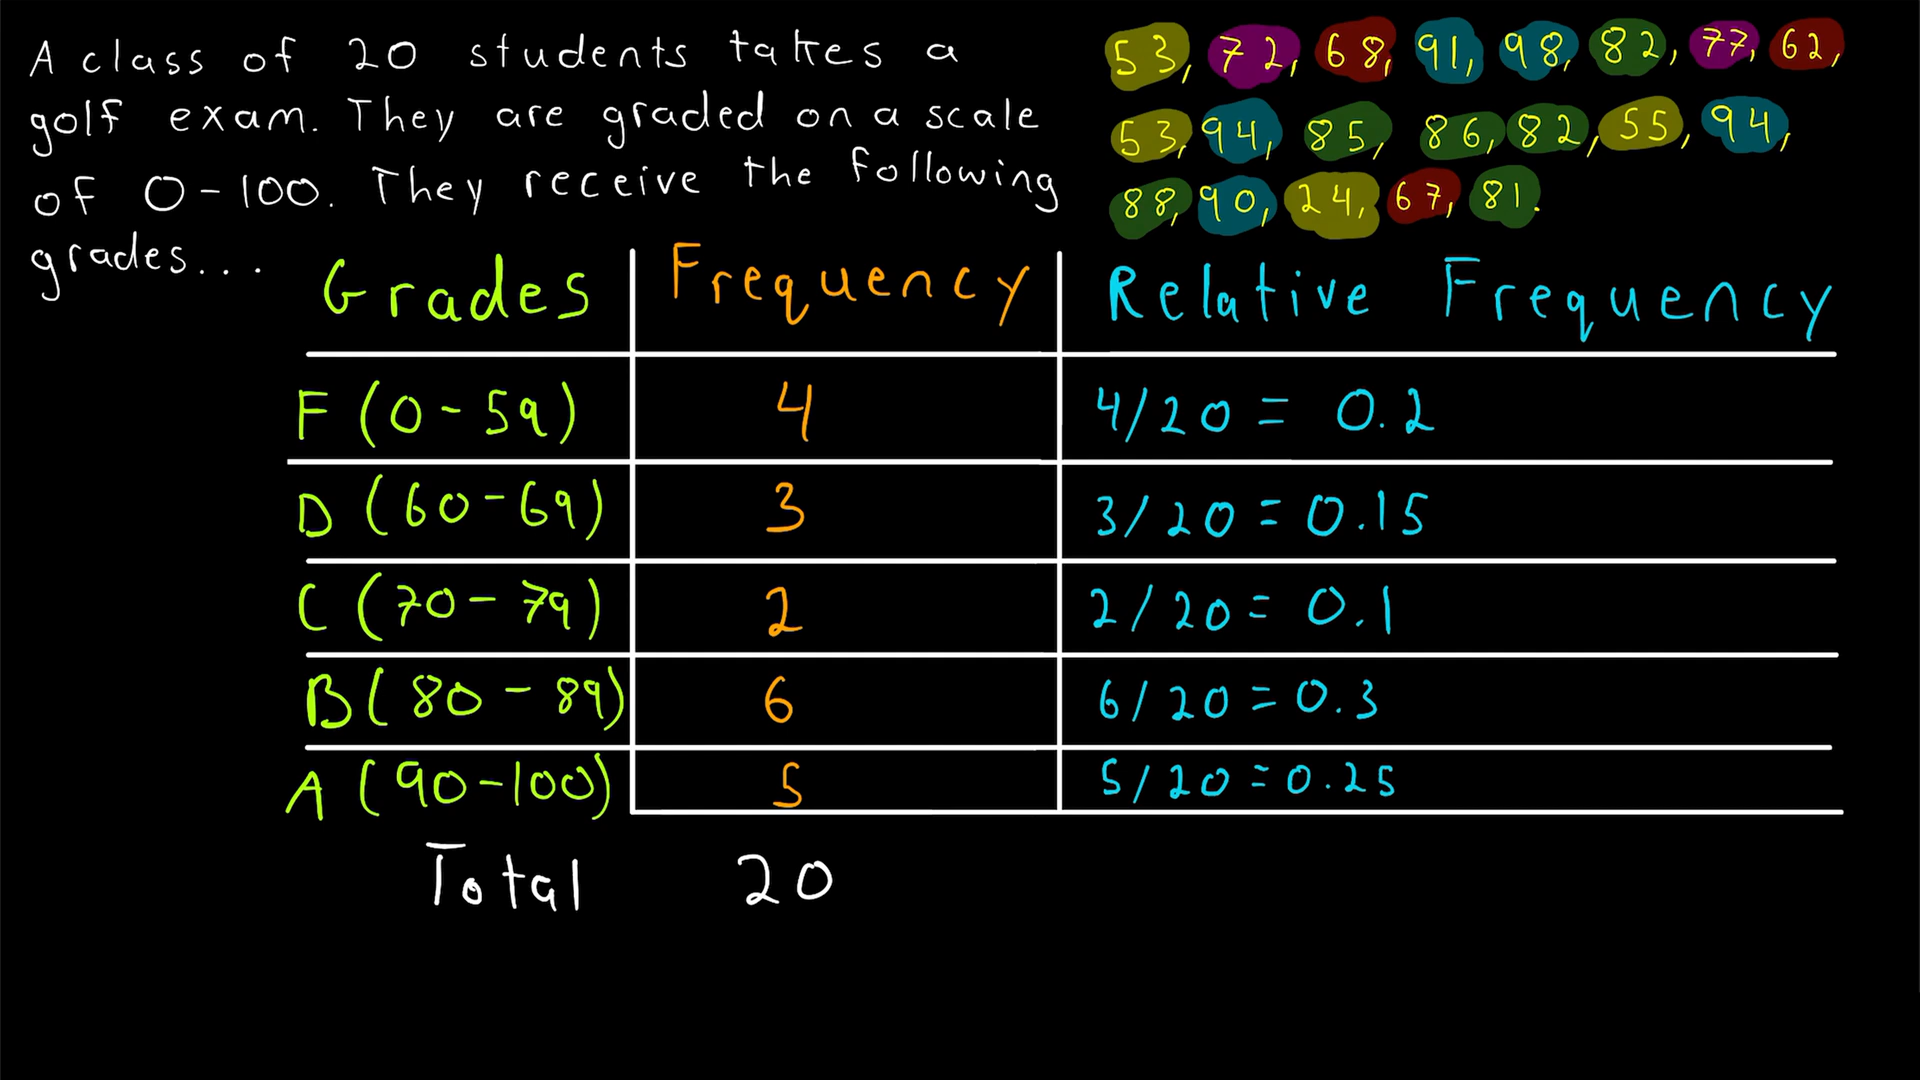 A class of 20 students takes a
golf exam. They are graded on a scale
of 0-100. They receive the following
grades...
53, 72, 68, 91, 98, 82, 77, 62,
53, 94, 85, 86, 82, 55, 94,
88, 90, 24, 67, 81.
Grades Frequency Relative Frequency
F (0-59) 4 4/20 = 0.2
D (60-69) 3 3/20 = 0.15
C (70-79) 2 2/20 = 0.1
B (80-89) 6 6/20 = 0.3
A (90-100) 5 5/20 = 0.25
Total 20